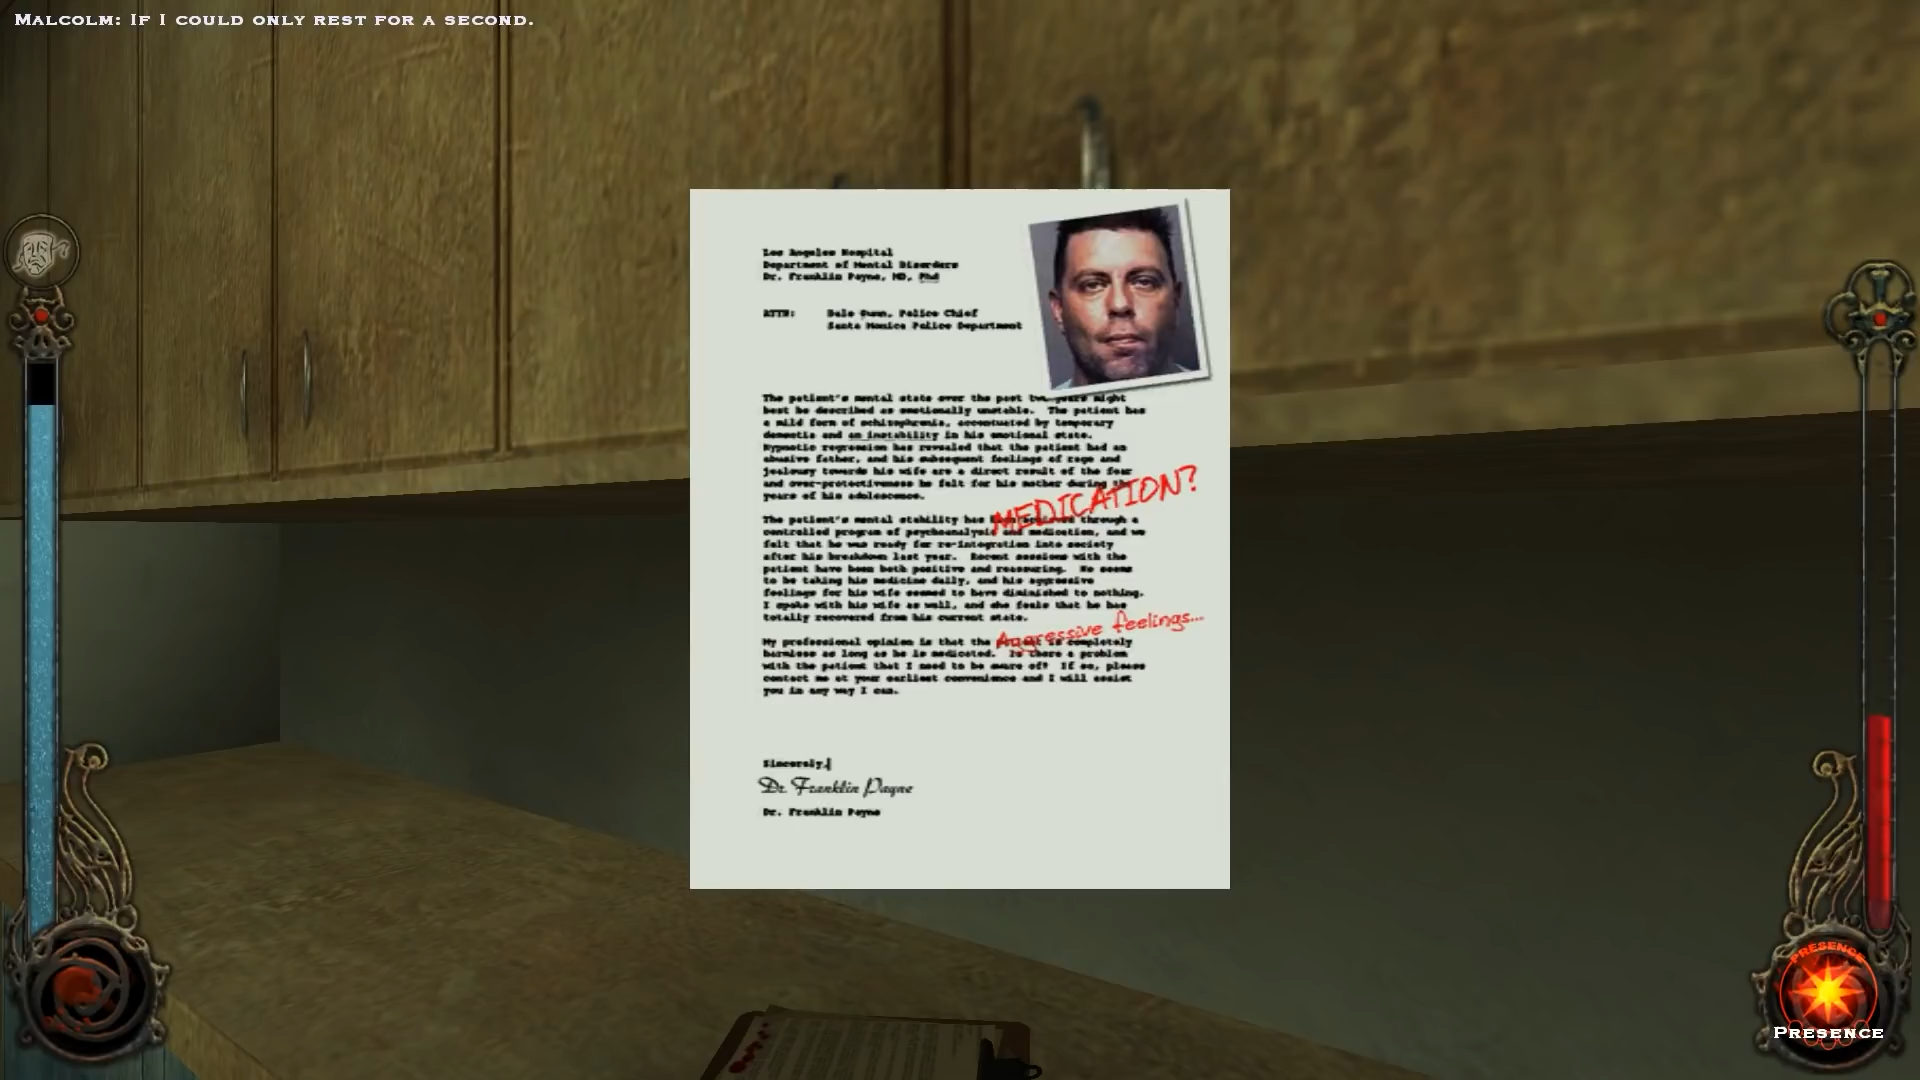 Malcolm: If I could only rest for a second.
Los Angeles Hospital
Department of Mental Disorders
Dr. Franklin Payne, MD, Phd
ATTN: Dale Gunn, Police Chief
Santa Monica Police Department
The patient's mental state over the past two years might
best be described as emotionally unstable. The patient has
a mild form of schizophrenia, accentuated by temporary
dementia and an instability in his emotional state.
Hypnotic regression has revealed that the patient had an
abusive father, and his subsequent feelings of rage and
jealousy towards his wife are a direct result of the fear
and over-protectiveness he felt for his mother during the
years of his adolescence.
MEDICATION?
The patient's mental stability has been achieved through a
controlled program of psychoanalysis and medication, and we
felt that he was ready for re-integration into society
after his breakdown last year. Recent sessions with the
patient have been both positive and reassuring. He seems
to be taking his medicine daily, and his aggressive
feelings for his wife seemed to have diminished to nothing.
I spoke with his wife as well, and she feels that he has
totally recovered from his current state.
Aggressive feelings...
My professional opinion is that the patient is completely
harmless as long as he is medicated. Is there a problem
with the patient that I need to be aware of? If so, please
contact me at your earliest convenience and I will assist
you in any way I can.
Sincerely,
Dr. Franklin Payne
Dr. Franklin Payne
PRESENCE
Presence